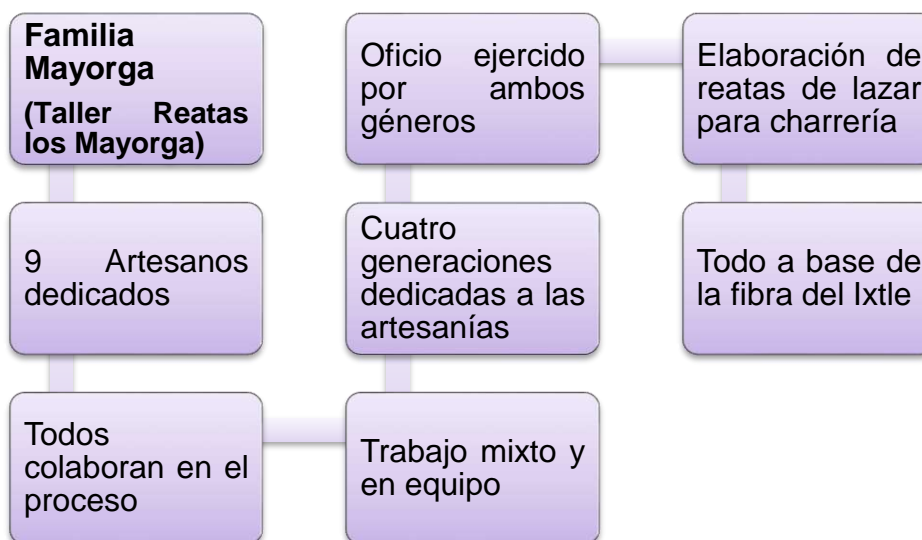 Familia
Mayorga
(Taller Reatas
los Mayorga)
9 Artesanos
dedicados
Todos
colaboran en el
proceso
Trabajo mixto y
en equipo
Cuatro
generaciones
dedicadas a las
artesanías
Oficio ejercido
por ambos
géneros
Elaboración de
reatas de lazar
para charrería
Todo a base de
la fibra del Ixtle